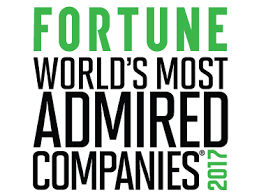 FORTUNE
WORLD'S MOST
ADMIRED
COMPANIES®
2017